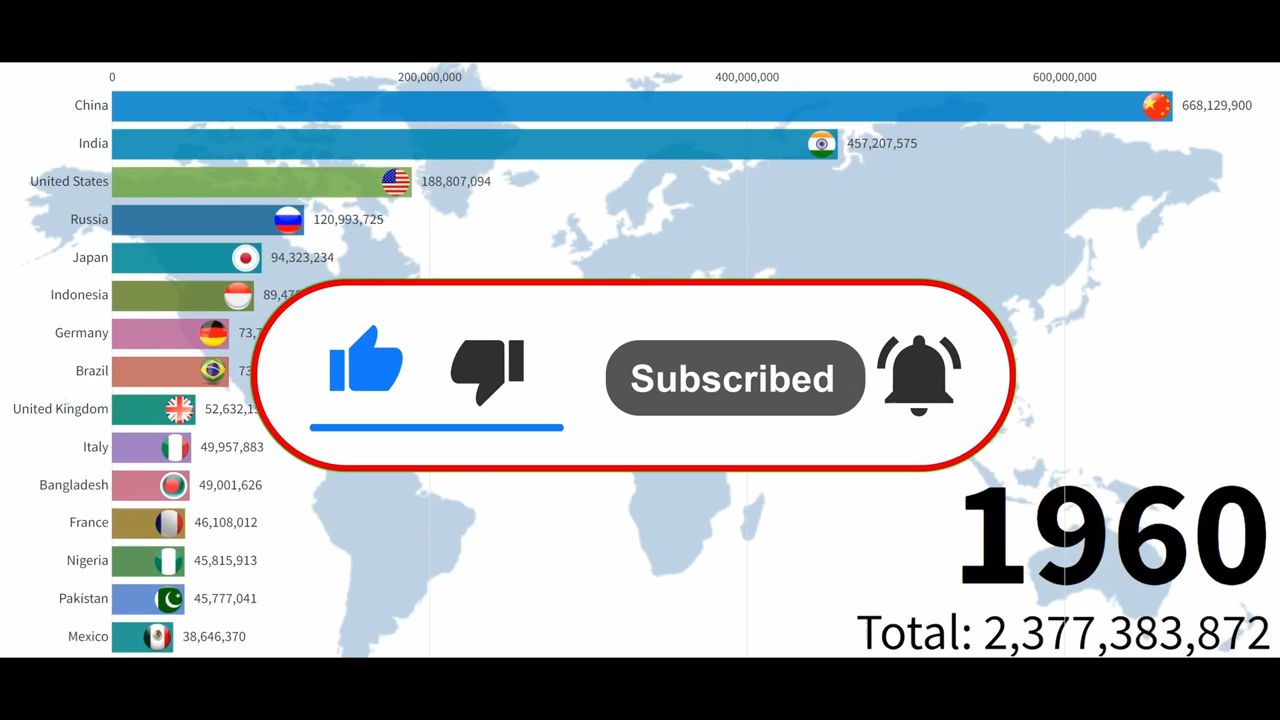 0 200,000,000 400,000,000 600,000,000
China 668,129,900
India 457,207,575
United States 188,807,094
Russia 120,993,725
Japan 94,323,234
Indonesia
Germany
Brazil
United Kingdom
Italy 49,957,883
Bangladesh 49,001,626
France 46,108,012
Nigeria 45,815,913
Pakistan 45,777,041
Mexico 38,646,370
Subscribed
1960
Total: 2,377,383,872